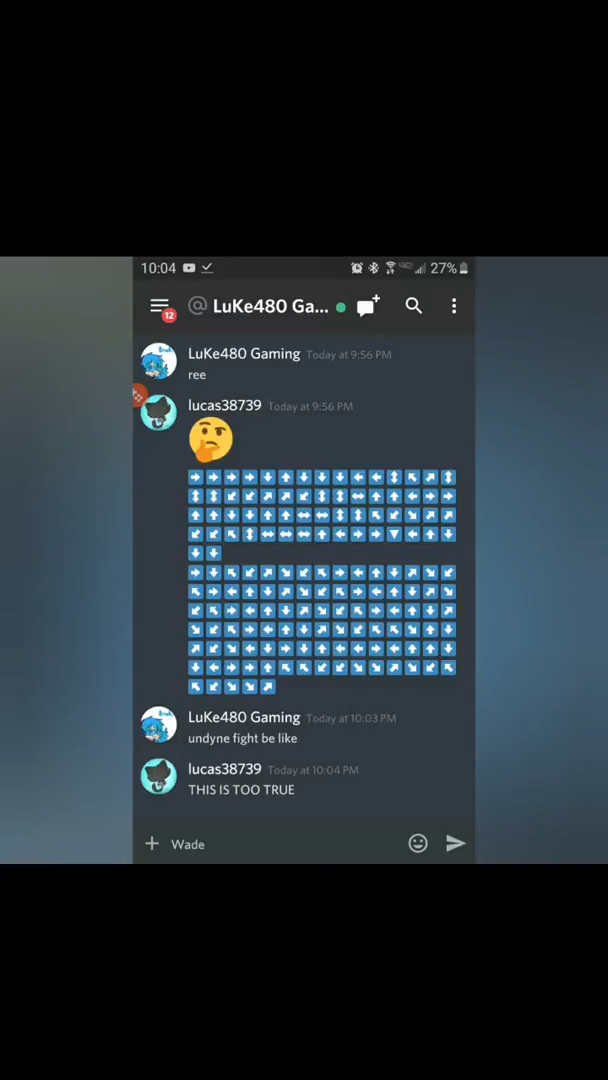 10:04
27%
12
@ LuKe480 Ga...
LuKe480 Gaming Today at 9:56 PM
ree
lucas38739 Today at 9:56 PM
LuKe480 Gaming Today at 10:03 PM
undyne fight be like
lucas38739 Today at 10:04 PM
THIS IS TOO TRUE
Wade